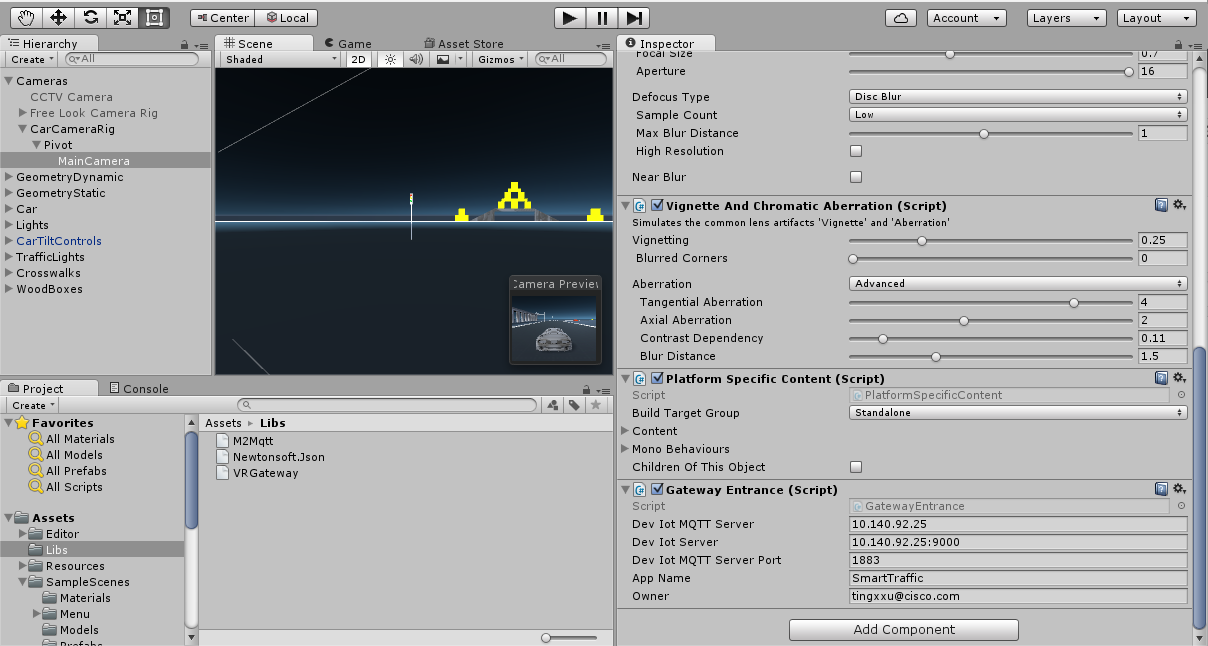 Center Local Account Layers Layout
Hierarchy
Create All
Cameras
CCTV Camera
Free Look Camera Rig
CarCameraRig
Pivot
MainCamera
GeometryDynamic
GeometryStatic
Car
Lights
CarTiltControls
TrafficLights
Crosswalks
WoodBoxes
Scene Game Asset Store
Shaded 2D Gizmos All
Camera Preview
Project Console
Create
Favorites
All Materials
All Models
All Prefabs
All Scripts
Assets
Editor
Libs
Resources
SampleScenes
Materials
Menu
Models
Prefabs
Assets Libs
M2Mqtt
Newtonsoft.Json
VRGateway
Inspector
Focal Size 0.7
Aperture 16
Defocus Type Disc Blur
Sample Count Low
Max Blur Distance 1
High Resolution
Near Blur
Vignette And Chromatic Aberration (Script)
Simulates the common lens artifacts 'Vignette' and 'Aberration'
Vignetting 0.25
Blurred Corners 0
Aberration Advanced
Tangential Aberration 4
Axial Aberration 2
Contrast Dependency 0.11
Blur Distance 1.5
Platform Specific Content (Script)
Script PlatformSpecificContent
Build Target Group Standalone
Content
Mono Behaviours
Children Of This Object
Gateway Entrance (Script)
Script GatewayEntrance
Dev Iot MQTT Server 10.140.92.25
Dev Iot Server 10.140.92.25:9000
Dev Iot MQTT Server Port 1883
App Name SmartTraffic
Owner tingxxu@cisco.com
Add Component